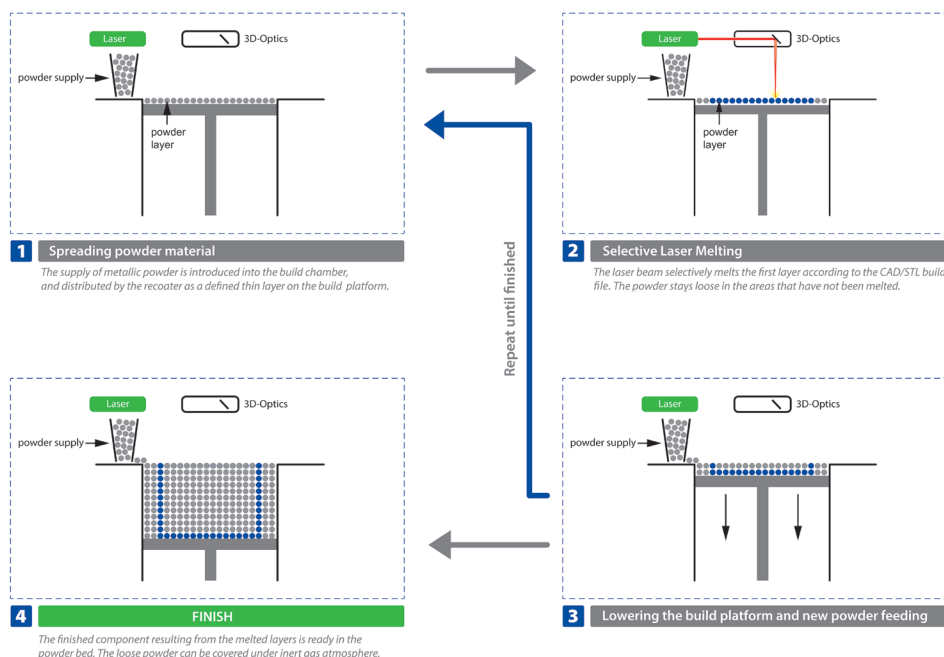 Laser
3D-Optics
powder supply
powder
layer
1 Spreading powder material
The supply of metallic powder is introduced into the build chamber,
and distributed by the recoater as a defined thin layer on the build platform.
Laser
3D-Optics
powder supply
powder
layer
2 Selective Laser Melting
The laser beam selectively melts the first layer according to the CAD/STL build
file. The powder stays loose in the areas that have not been melted.
Repeat until finished
Laser
3D-Optics
powder supply
4 FINISH
The finished component resulting from the melted layers is ready in the
powder bed. The loose powder can be covered under inert gas atmosphere.
Laser
3D-Optics
powder supply
3 Lowering the build platform and new powder feeding